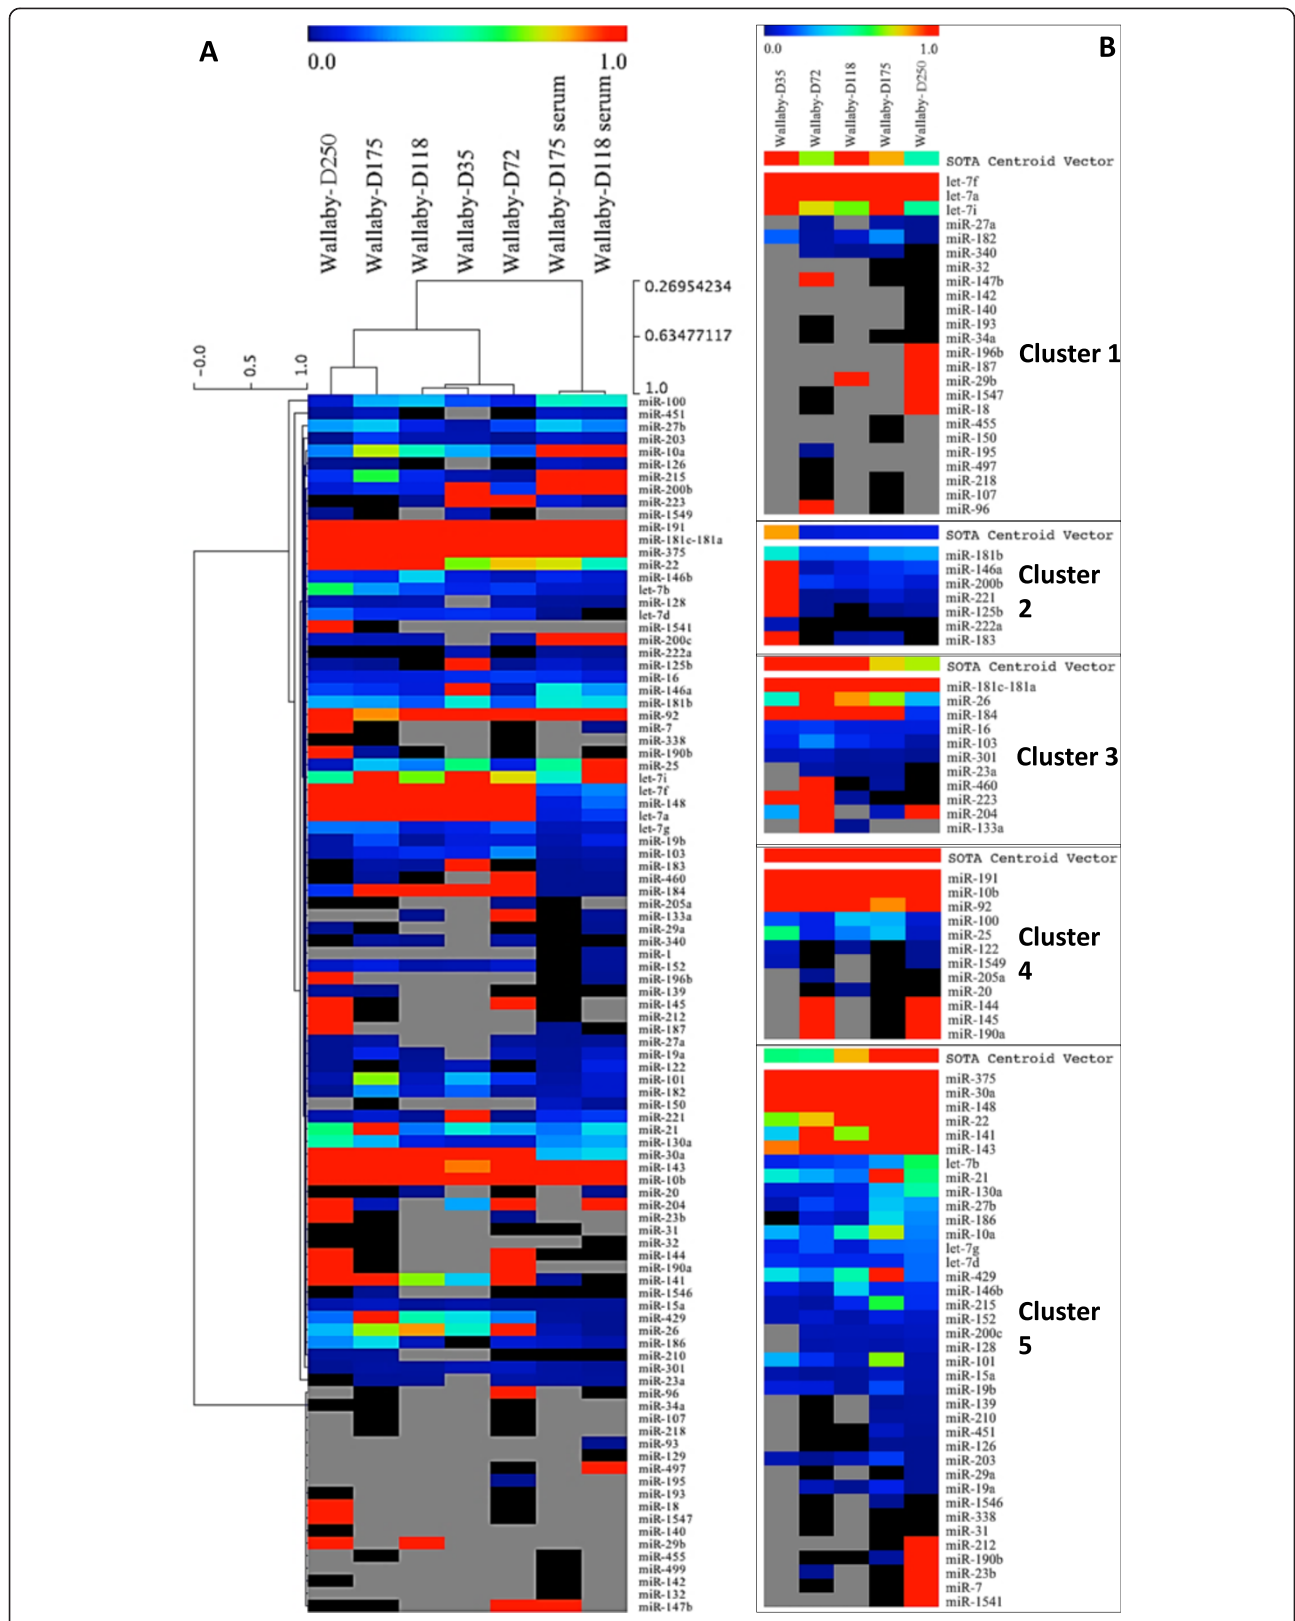 A
0.0
1.0
Wallaby- D250
Wallaby-D175
Wallaby-D118
Wallaby-D35
Wallaby-D72
Wallaby-D175 serum
Wallaby-D118 serum
0.26954234
0.63477117
1.0
-0.0
0.5
1.0
miR-100
miR-451
miR-27b
miR-203
miR-10a
miR-126
miR-215
miR-200b
miR-223
miR-1549
miR-191
miR-181c-181a
miR-375
miR-22
miR-146b
let-7b
miR-128
let-7d
miR-1541
miR-200c
miR-222a
miR-125b
miR-16
miR-146a
miR-181b
miR-92
miR-7
miR-338
miR-190b
miR-25
let-7i
let-7f
miR-148
let-7a
let-7g
miR-19b
miR-103
miR-183
miR-460
miR-184
miR-205a
miR-133a
miR-29a
miR-340
miR-1
miR-152
miR-196b
miR-139
miR-145
miR-212
miR-187
miR-27a
miR-19a
miR-122
miR-101
miR-182
miR-150
miR-221
miR-21
miR-130a
miR-30a
miR-143
miR-10b
miR-20
miR-204
miR-23b
miR-31
miR-32
miR-144
miR-190a
miR-141
miR-1546
miR-15a
miR-429
miR-26
miR-186
miR-210
miR-301
miR-23a
miR-96
miR-34a
miR-107
miR-218
miR-93
miR-129
miR-497
miR-195
miR-193
miR-18
miR-1547
miR-140
miR-29b
miR-455
miR-499
miR-142
miR-132
miR-147b
B
0.0
1.0
Wallaby-D35
Wallaby-D72
Wallaby-D118
Wallaby-D175
Wallaby- D250
SOTA Centroid Vector
let-7f
let-7a
let-7i
miR-27a
miR-182
miR-340
miR-32
miR-147b
miR-142
miR-140
miR-193
miR-34a
miR-196b
miR-187
miR-29b
miR-1547
miR-18
miR-455
miR-150
miR-195
miR-497
miR-218
miR-107
miR-96
Cluster 1
SOTA Centroid Vector
miR-181b
miR-146a
miR-200b
miR-221
miR-125b
miR-222a
miR-183
Cluster
2
SOTA Centroid Vector
miR-181c-181a
miR-26
miR-184
miR-16
miR-103
miR-301
miR-23a
miR-460
miR-223
miR-204
miR-133a
Cluster 3
SOTA Centroid Vector
miR-191
miR-10b
miR-92
miR-100
miR-25
miR-122
miR-1549
miR-205a
miR-20
miR-144
miR-145
miR-190a
Cluster
4
SOTA Centroid Vector
miR-375
miR-30a
miR-148
miR-22
miR-141
miR-143
let-7b
miR-21
miR-130a
miR-27b
miR-186
miR-10a
let-7g
let-7d
miR-429
miR-146b
miR-215
miR-152
miR-200c
miR-128
miR-101
miR-15a
miR-19b
miR-139
miR-210
miR-451
miR-126
miR-203
miR-29a
miR-19a
miR-1546
miR-338
miR-31
miR-212
miR-190b
miR-23b
miR-7
miR-1541
Cluster
5